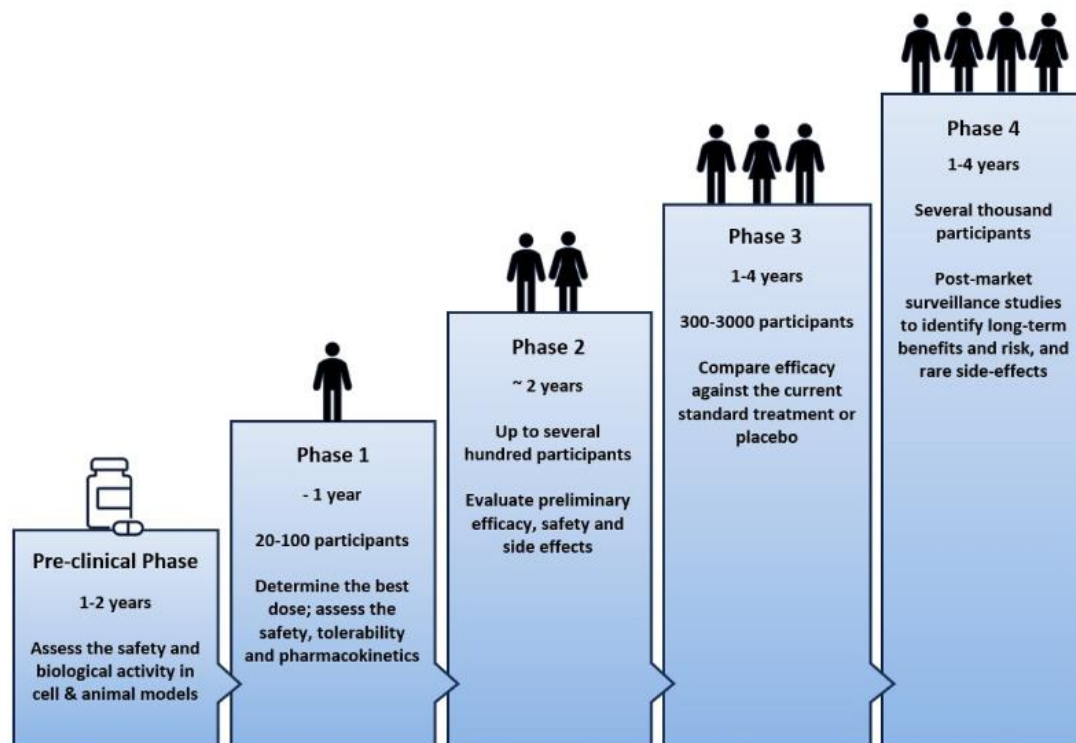 Pre-clinical Phase
1-2 years
Assess the safety and
biological activity in
cell & animal models
Phase 1
- 1 year
20-100 participants
Determine the best
dose; assess the
safety, tolerability
and pharmacokinetics
Phase 2
~ 2 years
Up to several
hundred participants
Evaluate preliminary
efficacy, safety and
side effects
Phase 3
1-4 years
300-3000 participants
Compare efficacy
against the current
standard treatment or
placebo
Phase 4
1-4 years
Several thousand
participants
Post-market
surveillance studies
to identify long-term
benefits and risk, and
rare side-effects